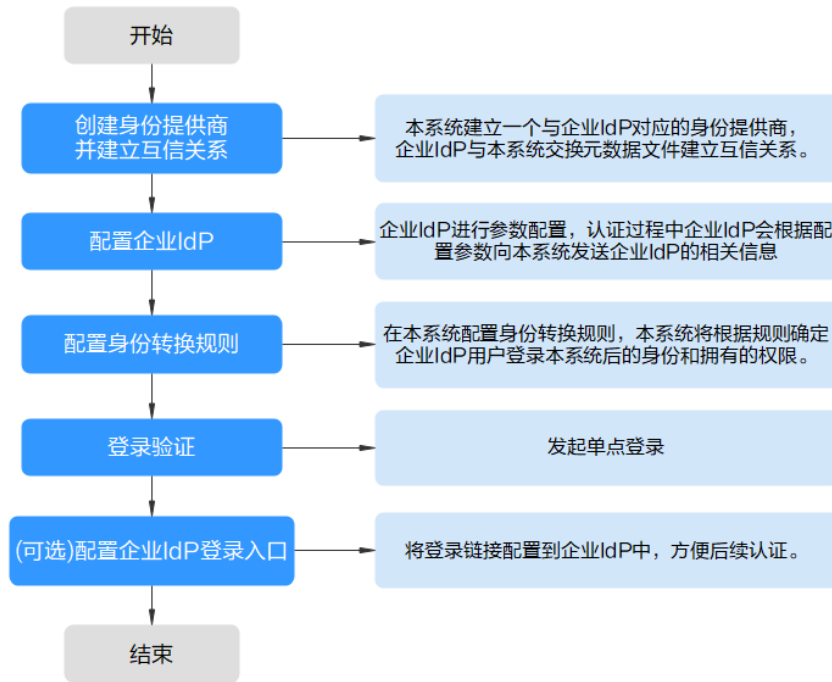 开始
创建身份提供商
并建立互信关系
本系统建立一个与企业IdP对应的身份提供商，
企业IdP与本系统交换元数据文件建立互信关系。
配置企业IdP
企业IdP进行参数配置，认证过程中企业IdP会根据配
置参数向本系统发送企业IdP的相关信息
配置身份转换规则
在本系统配置身份转换规则，本系统将根据规则确定
企业IdP用户登录本系统后的身份和拥有的权限。
登录验证
发起单点登录
(可选)配置企业IdP登录入口
将登录链接配置到企业IdP中，方便后续认证。
结束